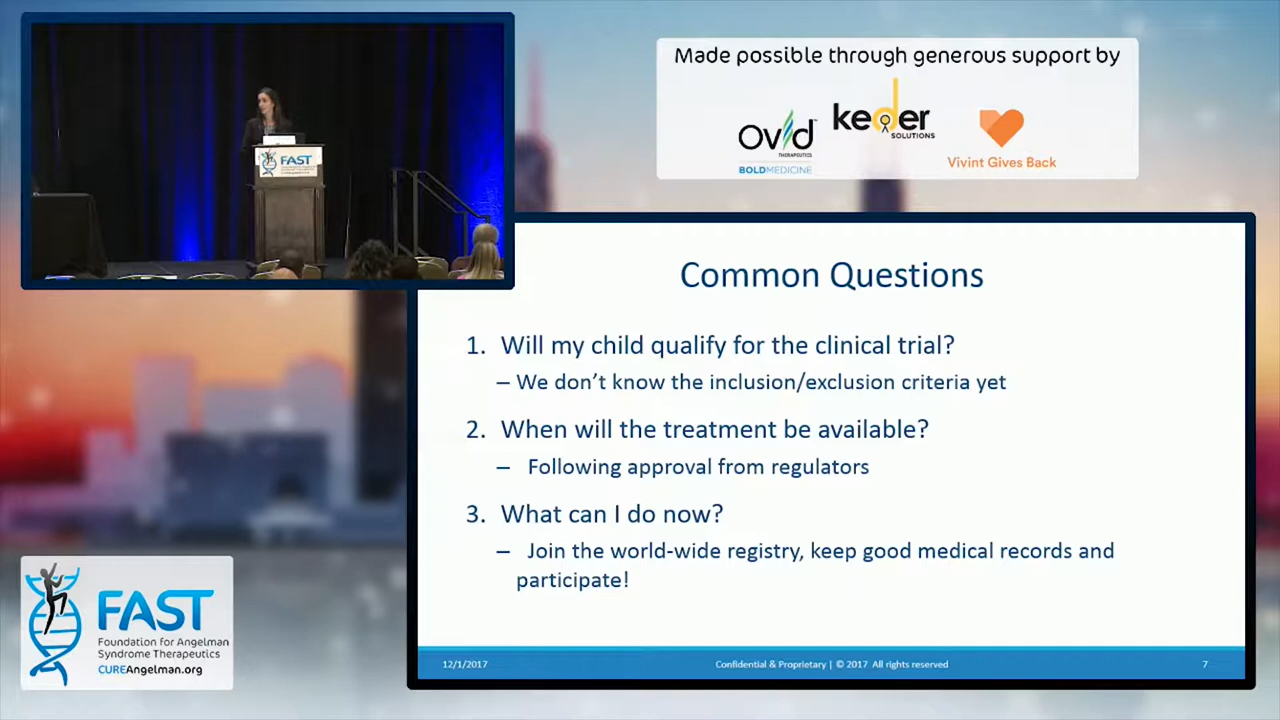 FAST
Made possible through generous support by
ovid
THERAPEUTICS
BOLDMEDICINE
keder
SOLUTIONS
Vivint Gives Back
Common Questions
1. Will my child qualify for the clinical trial?
– We don’t know the inclusion/exclusion criteria yet
2. When will the treatment be available?
– Following approval from regulators
3. What can I do now?
– Join the world-wide registry, keep good medical records and
participate!
12/1/2017
Confidential & Proprietary | © 2017 All rights reserved
7
FAST
Foundation for Angelman
Syndrome Therapeutics
CUREAngelman.org